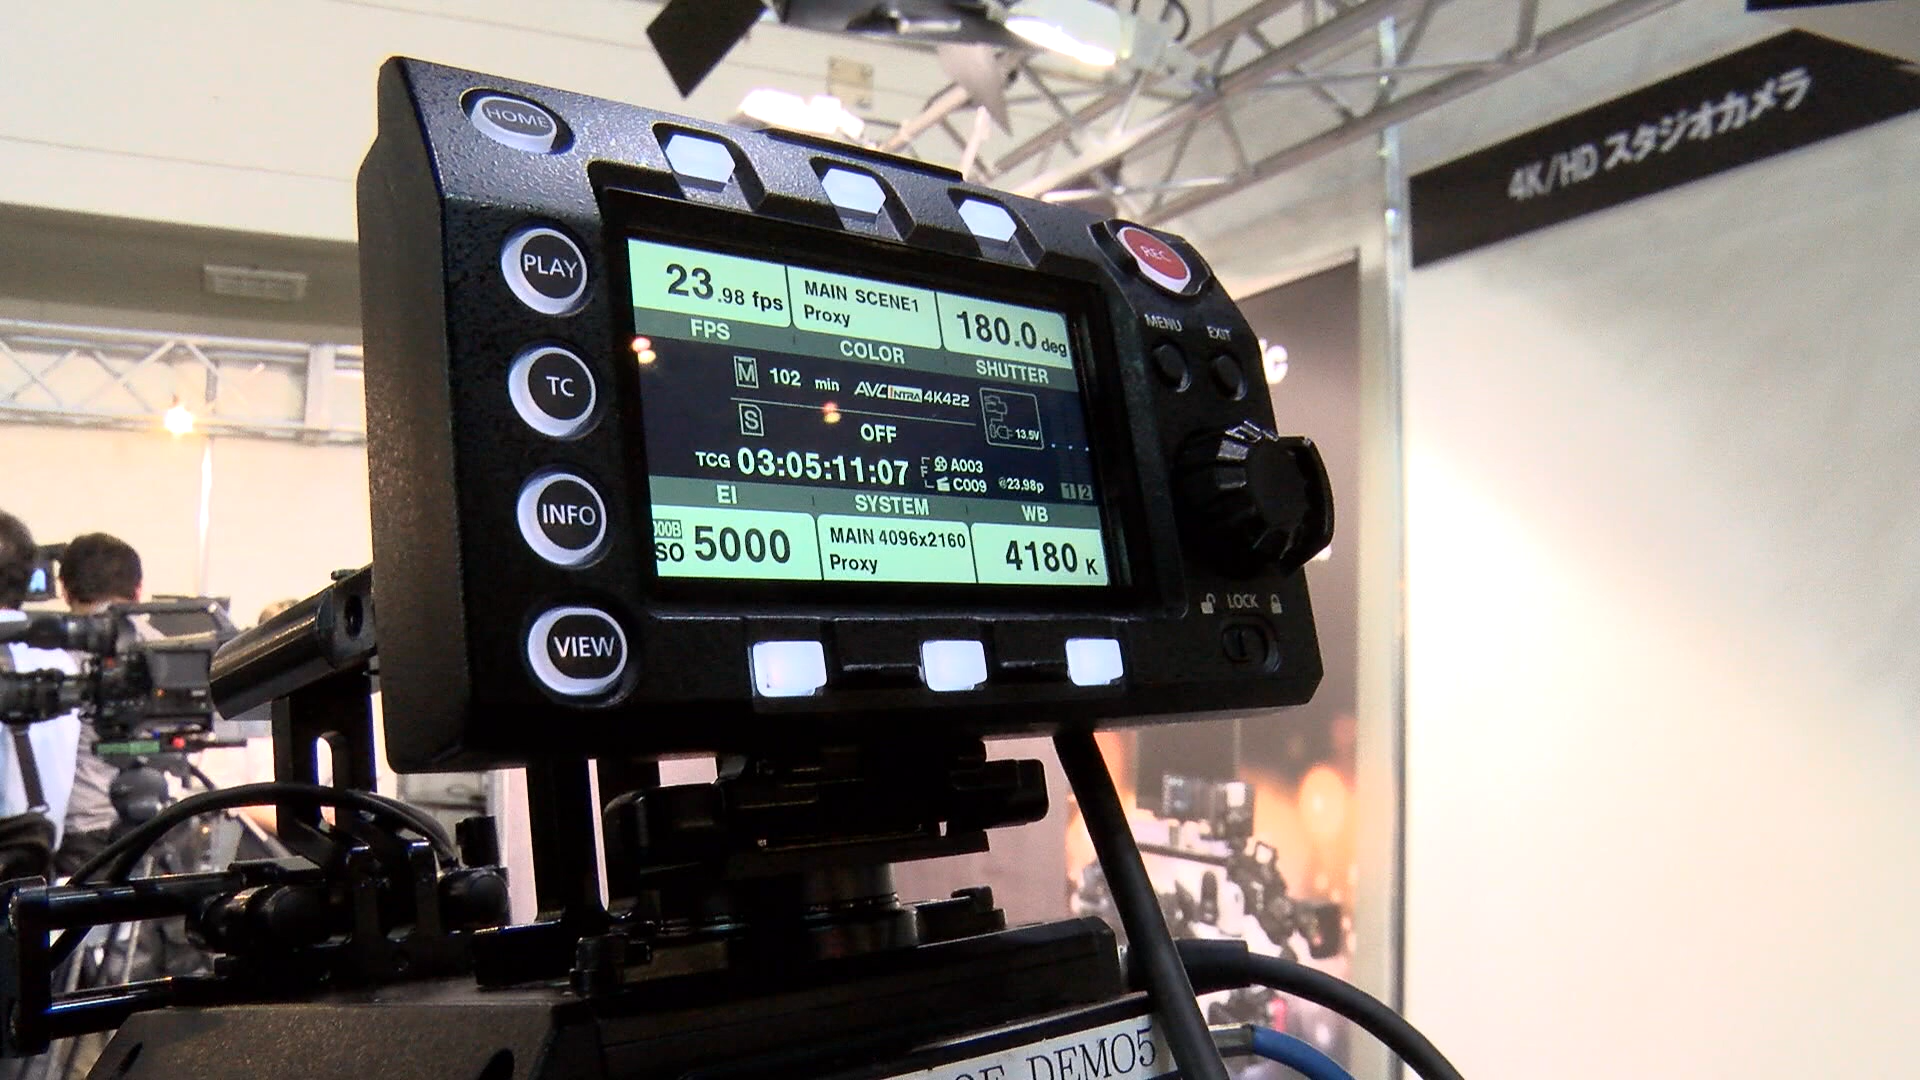 4K/HD スタジオカメラ
HOME
PLAY
TC
INFO
VIEW
REC
MENU EXIT
23.98 fps
FPS
MAIN SCENE1
Proxy
COLOR
180.0 deg
SHUTTER
M 102 min AVC INTRA 4K422
S OFF
13.5V
TCG 03:05:11:07
A003
C009 @23.98p
1 2
EI
SYSTEM
WB
ISO 5000
MAIN 4096x2160
Proxy
4180 K
LOCK
DEMO5